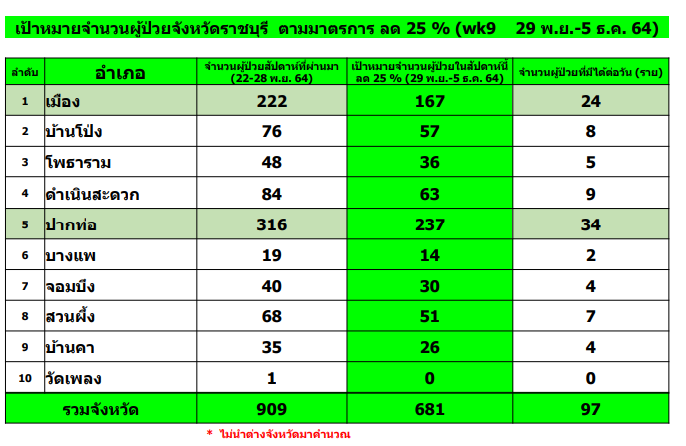 เป้าหมายจำนวนผู้ป่วยจังหวัดราชบุรี ตามมาตรการ ลด 25 % (wk9 29 พ.ย.-5 ธ.ค. 64)
ลำดับ อำเภอ จำนวนผู้ป่วยสัปดาห์ที่ผ่านมา (22-28 พ.ย. 64) เป้าหมายจำนวนผู้ป่วยในสัปดาห์นี้ ลด 25 % (29 พ.ย.-5 ธ.ค. 64) จำนวนผู้ป่วยที่มีได้ต่อวัน (ราย)
1 เมือง 222 167 24
2 บ้านโป่ง 76 57 8
3 โพธาราม 48 36 5
4 ดำเนินสะดวก 84 63 9
5 ปากท่อ 316 237 34
6 บางแพ 19 14 2
7 จอมบึง 40 30 4
8 สวนผึ้ง 68 51 7
9 บ้านคา 35 26 4
10 วัดเพลง 1 0 0
รวมจังหวัด 909 681 97
* ไม่นำต่างจังหวัดมาคำนวณ